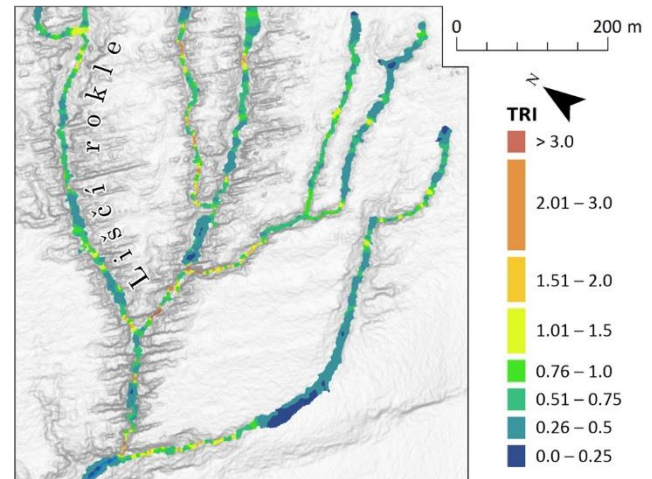 Liščí rokle
0 200 m
N
TRI
> 3.0
2.01 – 3.0
1.51 – 2.0
1.01 – 1.5
0.76 – 1.0
0.51 – 0.75
0.26 – 0.5
0.0 – 0.25